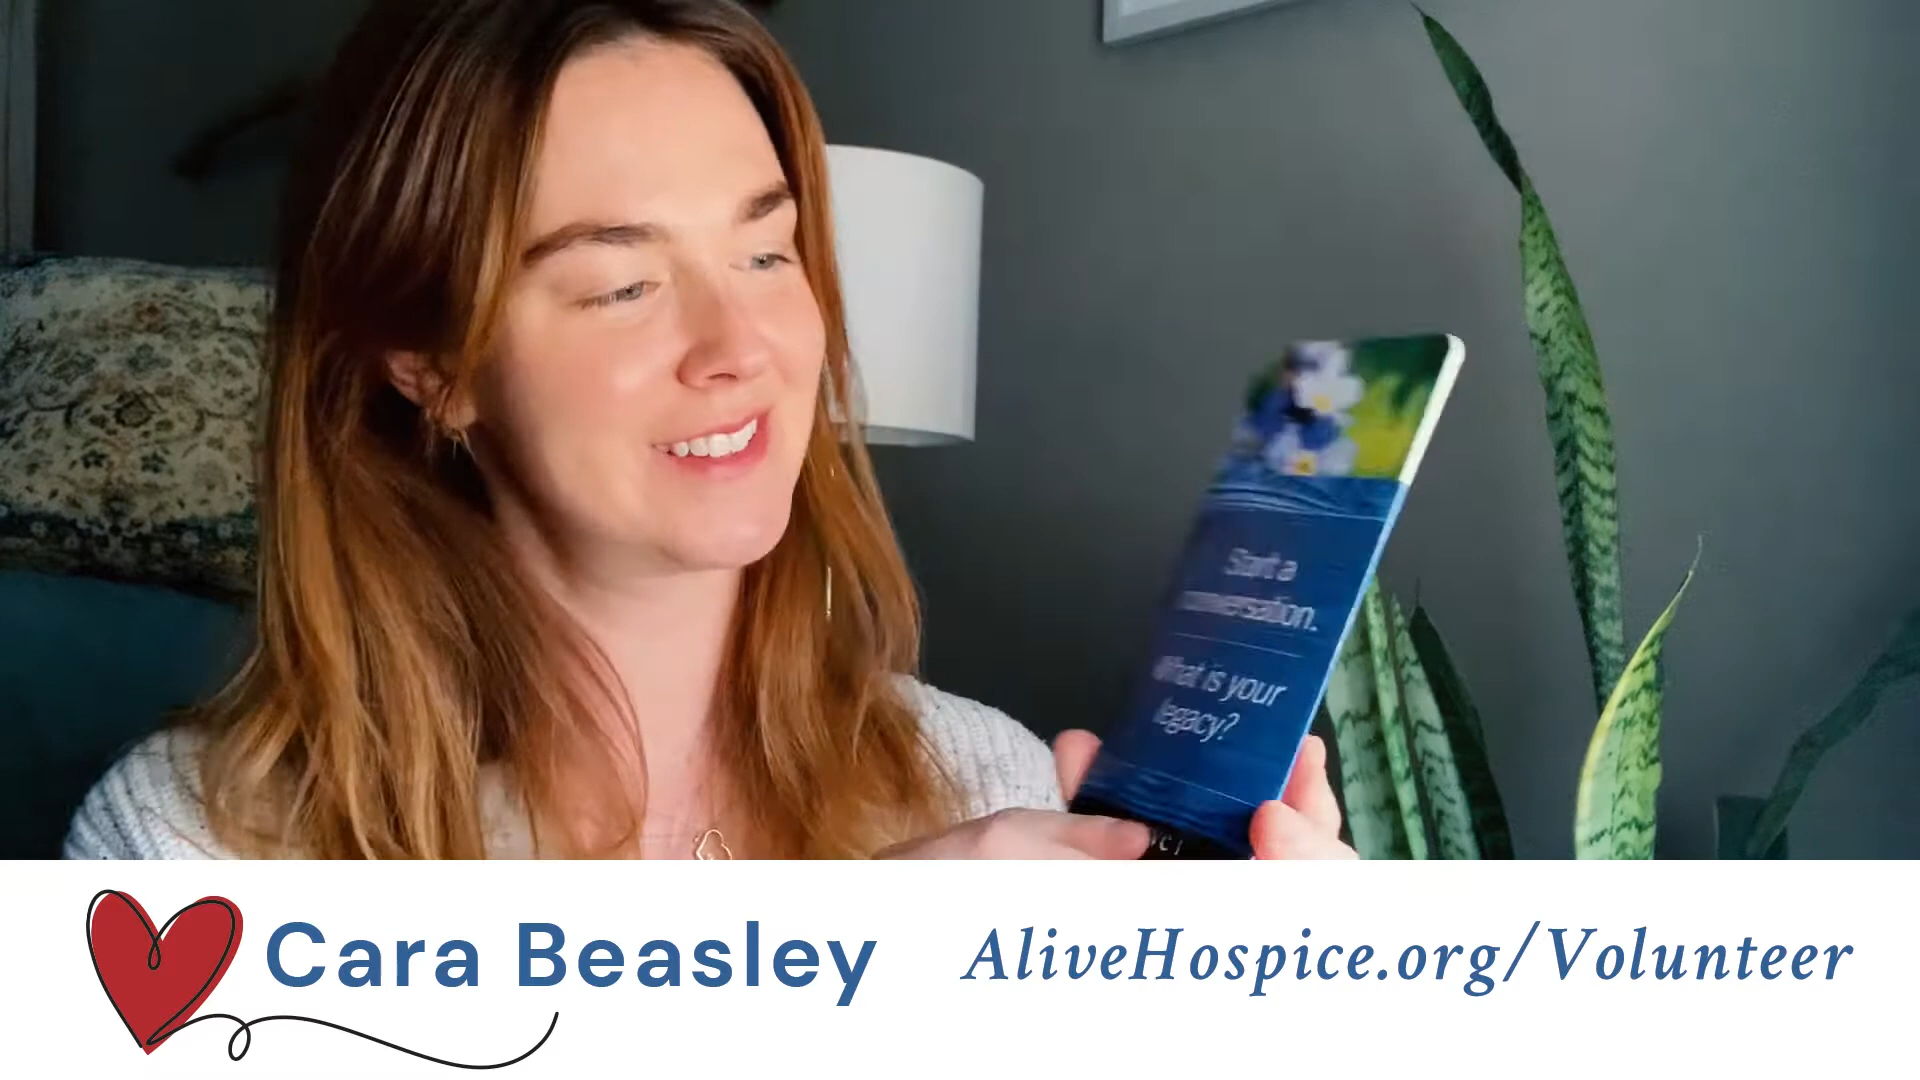 Start a
conversation.
What is your
legacy?
Cara Beasley
AliveHospice.org/Volunteer